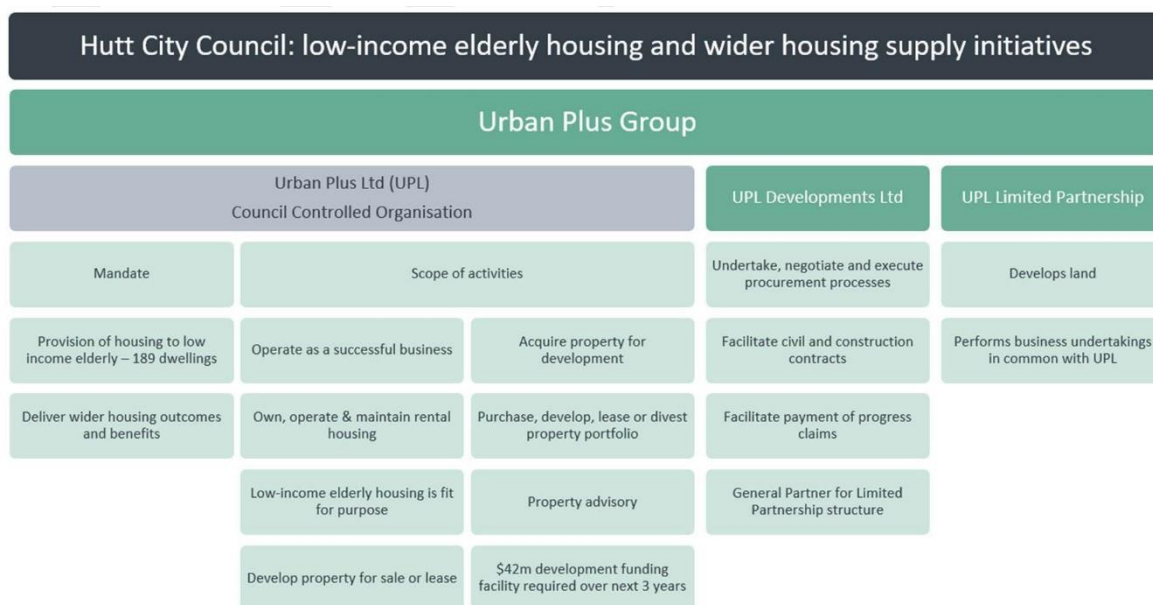 Hutt City Council: low-income elderly housing and wider housing supply initiatives
Urban Plus Group
Urban Plus Ltd (UPL)
Council Controlled Organisation
UPL Developments Ltd
UPL Limited Partnership
Mandate
Scope of activities
Undertake, negotiate and execute
procurement processes
Develops land
Provision of housing to low
income elderly – 189 dwellings
Operate as a successful business
Acquire property for
development
Facilitate civil and construction
contracts
Performs business undertakings
in common with UPL
Deliver wider housing outcomes
and benefits
Own, operate & maintain rental
housing
Purchase, develop, lease or divest
property portfolio
Facilitate payment of progress
claims
Low-income elderly housing is fit
for purpose
Property advisory
General Partner for Limited
Partnership structure
Develop property for sale or lease
$42m development funding
facility required over next 3 years